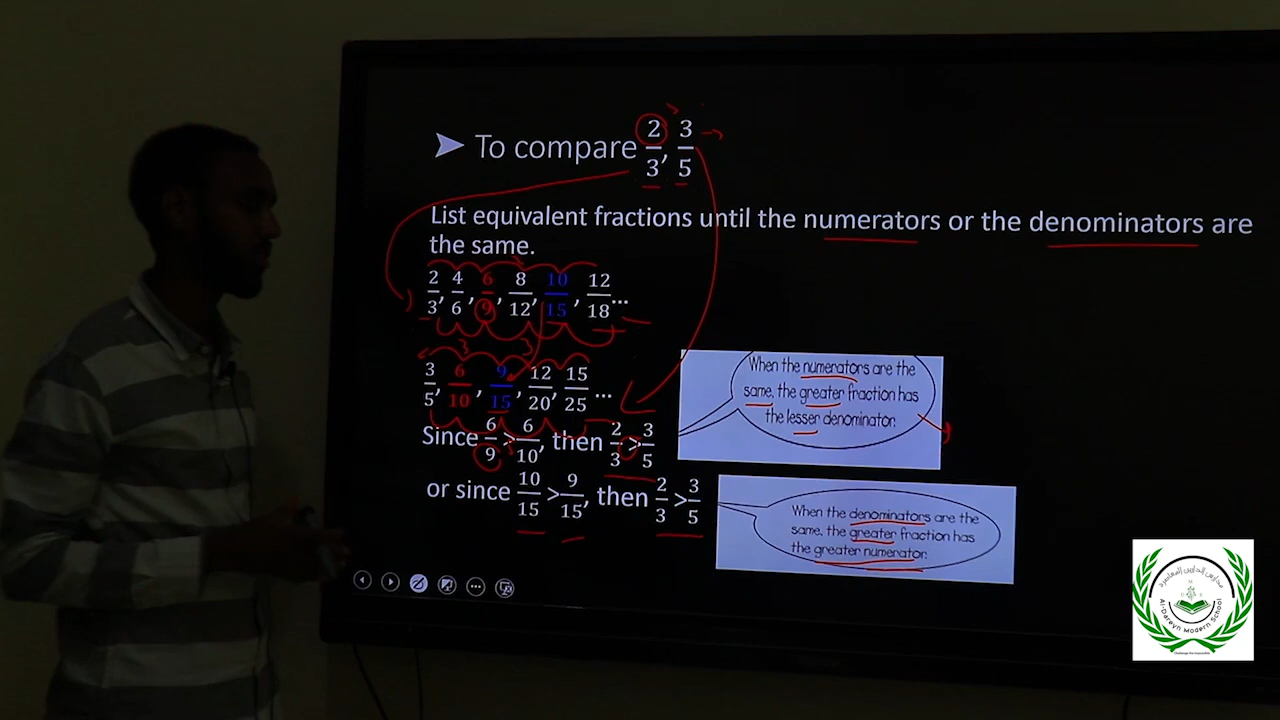 ➤ To compare 2/3, 3/5
List equivalent fractions until the numerators or the denominators are
the same.
2/3, 4/6, 6/9, 8/12, 10/15, 12/18...
3/5, 6/10, 9/15, 12/20, 15/25 ...
When the numerators are the
same, the greater fraction has
the lesser denominator.
Since 6/9 > 6/10, then 2/3 > 3/5
or since 10/15 > 9/15, then 2/3 > 3/5
When the denominators are the
same, the greater fraction has
the greater numerator.
Al-Dareyn Modern School